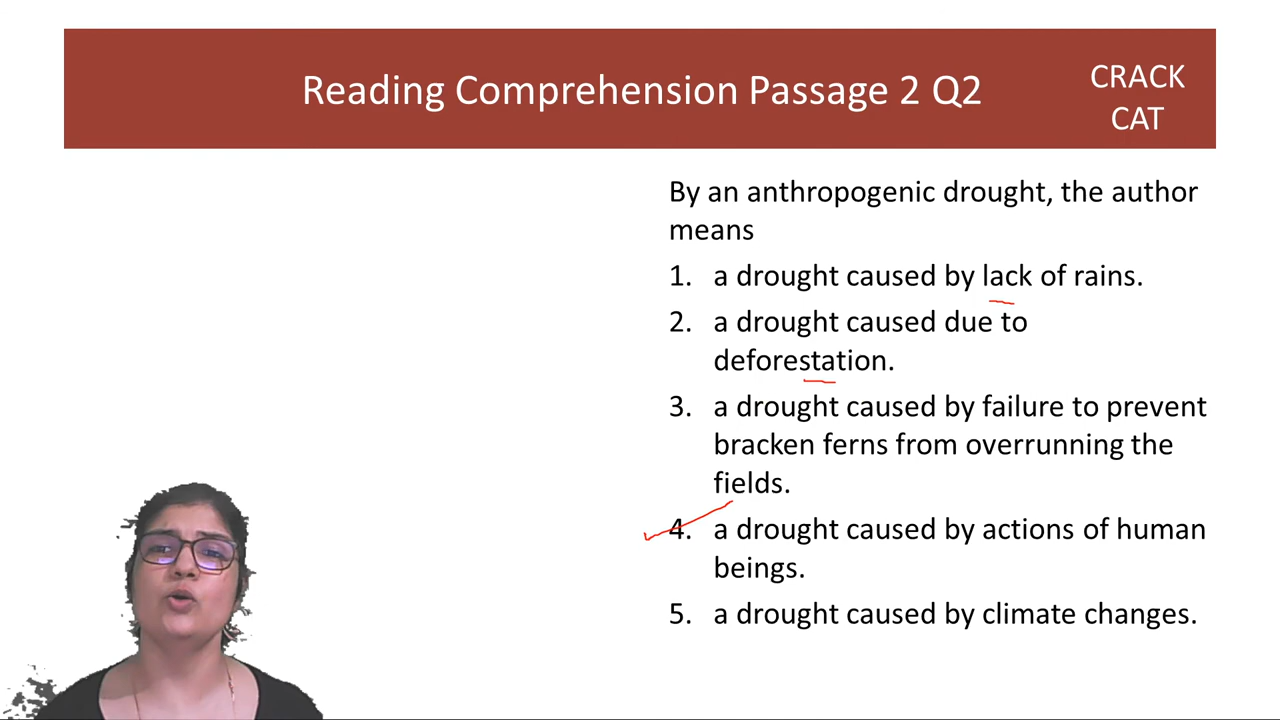 Reading Comprehension Passage 2 Q2
CRACK
CAT
By an anthropogenic drought, the author
means
1. a drought caused by lack of rains.
2. a drought caused due to
deforestation.
3. a drought caused by failure to prevent
bracken ferns from overrunning the
fields.
4. a drought caused by actions of human
beings.
5. a drought caused by climate changes.